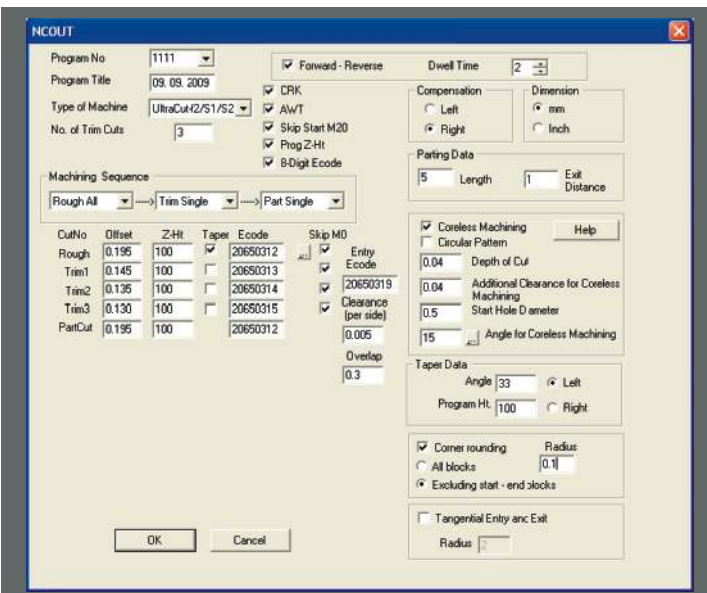 NCOUT
Program No 1111
Program Title 09. 09. 2009
Type of Machine UltraCut-f2/S1/S2
No. of Trim Cuts 3
Forward - Reverse Dwell Time 2
CRK
AWT
Skip Start M20
Prog Z-Ht
8-Digit Ecode
Compensation
Left
Right
Dimension
mm
Inch
Parting Data
5 Length 1 Exit Distance
Machining Sequence
Rough All ----> Trim Single ----> Part Single
CutNo Offset Z-Ht Taper Ecode Skip M0
Rough 0.195 100 20650312 ...
Trim1 0.145 100 20650313
Trim2 0.135 100 20650314
Trim3 0.130 100 20650315
PartCut 0.195 100 20650312
Entry
Ecode
20650319
Clearance
(per side)
0.005
Overlap
0.3
Coreless Machining Help
Circular Pattern
0.04 Depth of Cut
0.04 Additional Clearance for Coreless
Machining
0.5 Start Hole D ameter
15 ... Angle for Coreless Machining
Taper Data
Angle 33 Left
Program Ht. 100 Right
Corner rounding Radius
All blocks 0.1
Excluding start - end blocks
Tangential Entry anc Exit
Radius 2
OK Cancel